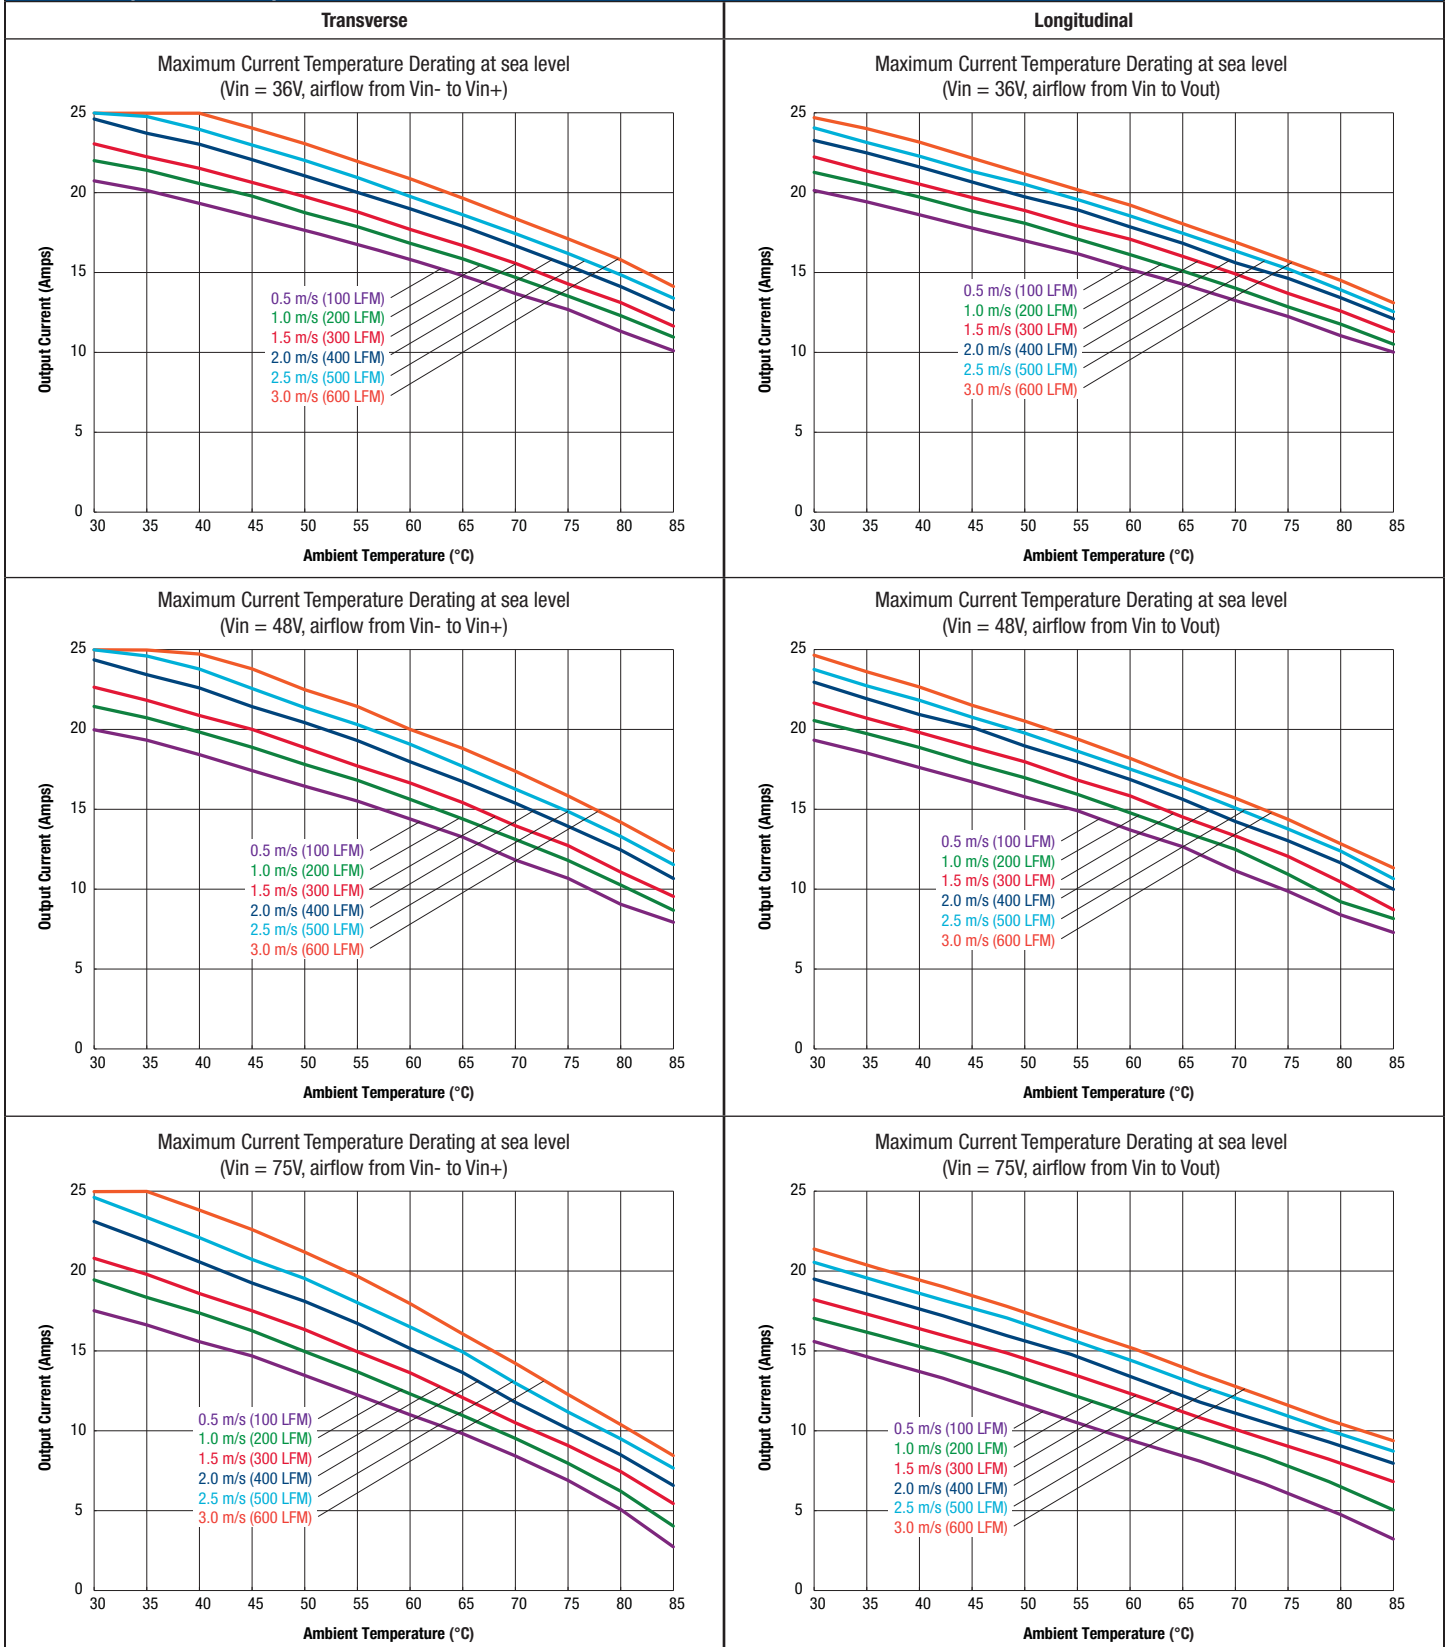 Transverse
Longitudinal
Maximum Current Temperature Derating at sea level
(Vin = 36V, airflow from Vin- to Vin+)
25
20
15
10
5
0
Output Current (Amps)
0.5 m/s (100 LFM)
1.0 m/s (200 LFM)
1.5 m/s (300 LFM)
2.0 m/s (400 LFM)
2.5 m/s (500 LFM)
3.0 m/s (600 LFM)
30 35 40 45 50 55 60 65 70 75 80 85
Ambient Temperature (°C)
Maximum Current Temperature Derating at sea level
(Vin = 36V, airflow from Vin to Vout)
25
20
15
10
5
0
Output Current (Amps)
0.5 m/s (100 LFM)
1.0 m/s (200 LFM)
1.5 m/s (300 LFM)
2.0 m/s (400 LFM)
2.5 m/s (500 LFM)
3.0 m/s (600 LFM)
30 35 40 45 50 55 60 65 70 75 80 85
Ambient Temperature (°C)
Maximum Current Temperature Derating at sea level
(Vin = 48V, airflow from Vin- to Vin+)
25
20
15
10
5
0
Output Current (Amps)
0.5 m/s (100 LFM)
1.0 m/s (200 LFM)
1.5 m/s (300 LFM)
2.0 m/s (400 LFM)
2.5 m/s (500 LFM)
3.0 m/s (600 LFM)
30 35 40 45 50 55 60 65 70 75 80 85
Ambient Temperature (°C)
Maximum Current Temperature Derating at sea level
(Vin = 48V, airflow from Vin to Vout)
25
20
15
10
5
0
Output Current (Amps)
0.5 m/s (100 LFM)
1.0 m/s (200 LFM)
1.5 m/s (300 LFM)
2.0 m/s (400 LFM)
2.5 m/s (500 LFM)
3.0 m/s (600 LFM)
30 35 40 45 50 55 60 65 70 75 80 85
Ambient Temperature (°C)
Maximum Current Temperature Derating at sea level
(Vin = 75V, airflow from Vin- to Vin+)
25
20
15
10
5
0
Output Current (Amps)
0.5 m/s (100 LFM)
1.0 m/s (200 LFM)
1.5 m/s (300 LFM)
2.0 m/s (400 LFM)
2.5 m/s (500 LFM)
3.0 m/s (600 LFM)
30 35 40 45 50 55 60 65 70 75 80 85
Ambient Temperature (°C)
Maximum Current Temperature Derating at sea level
(Vin = 75V, airflow from Vin to Vout)
25
20
15
10
5
0
Output Current (Amps)
0.5 m/s (100 LFM)
1.0 m/s (200 LFM)
1.5 m/s (300 LFM)
2.0 m/s (400 LFM)
2.5 m/s (500 LFM)
3.0 m/s (600 LFM)
30 35 40 45 50 55 60 65 70 75 80 85
Ambient Temperature (°C)